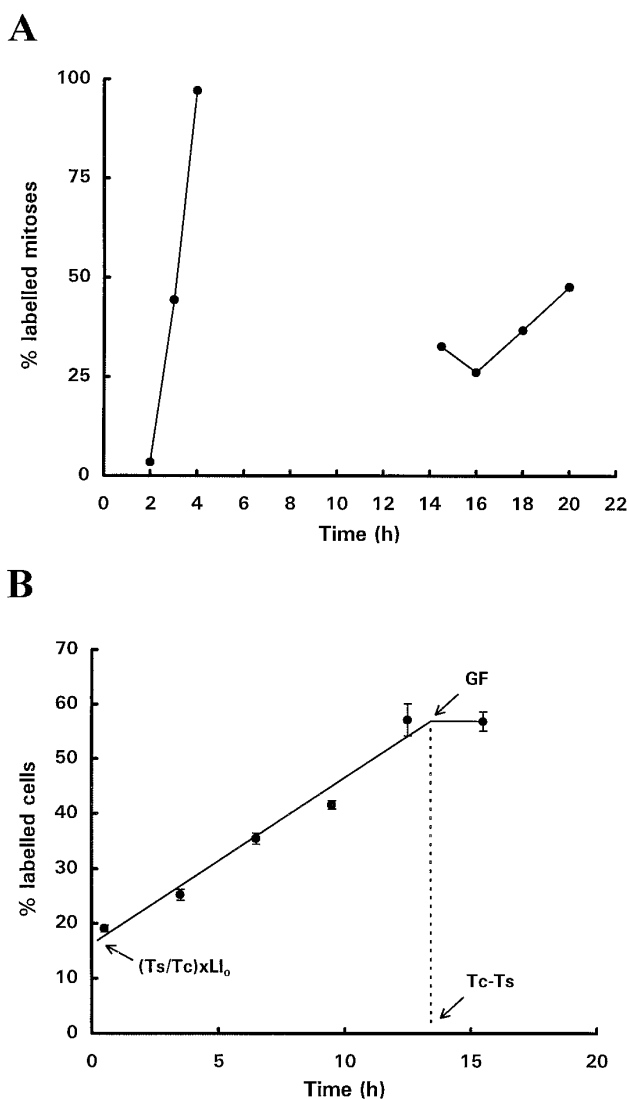 A
100
75
50
25
0
% labelled mitoses
0 2 4 6 8 10 12 14 16 18 20 22
Time (h)
B
70
60
50
40
30
20
10
0
% labelled cells
GF
(Ts/Tc)xLI₀
Tc-Ts
0 5 10 15 20
Time (h)